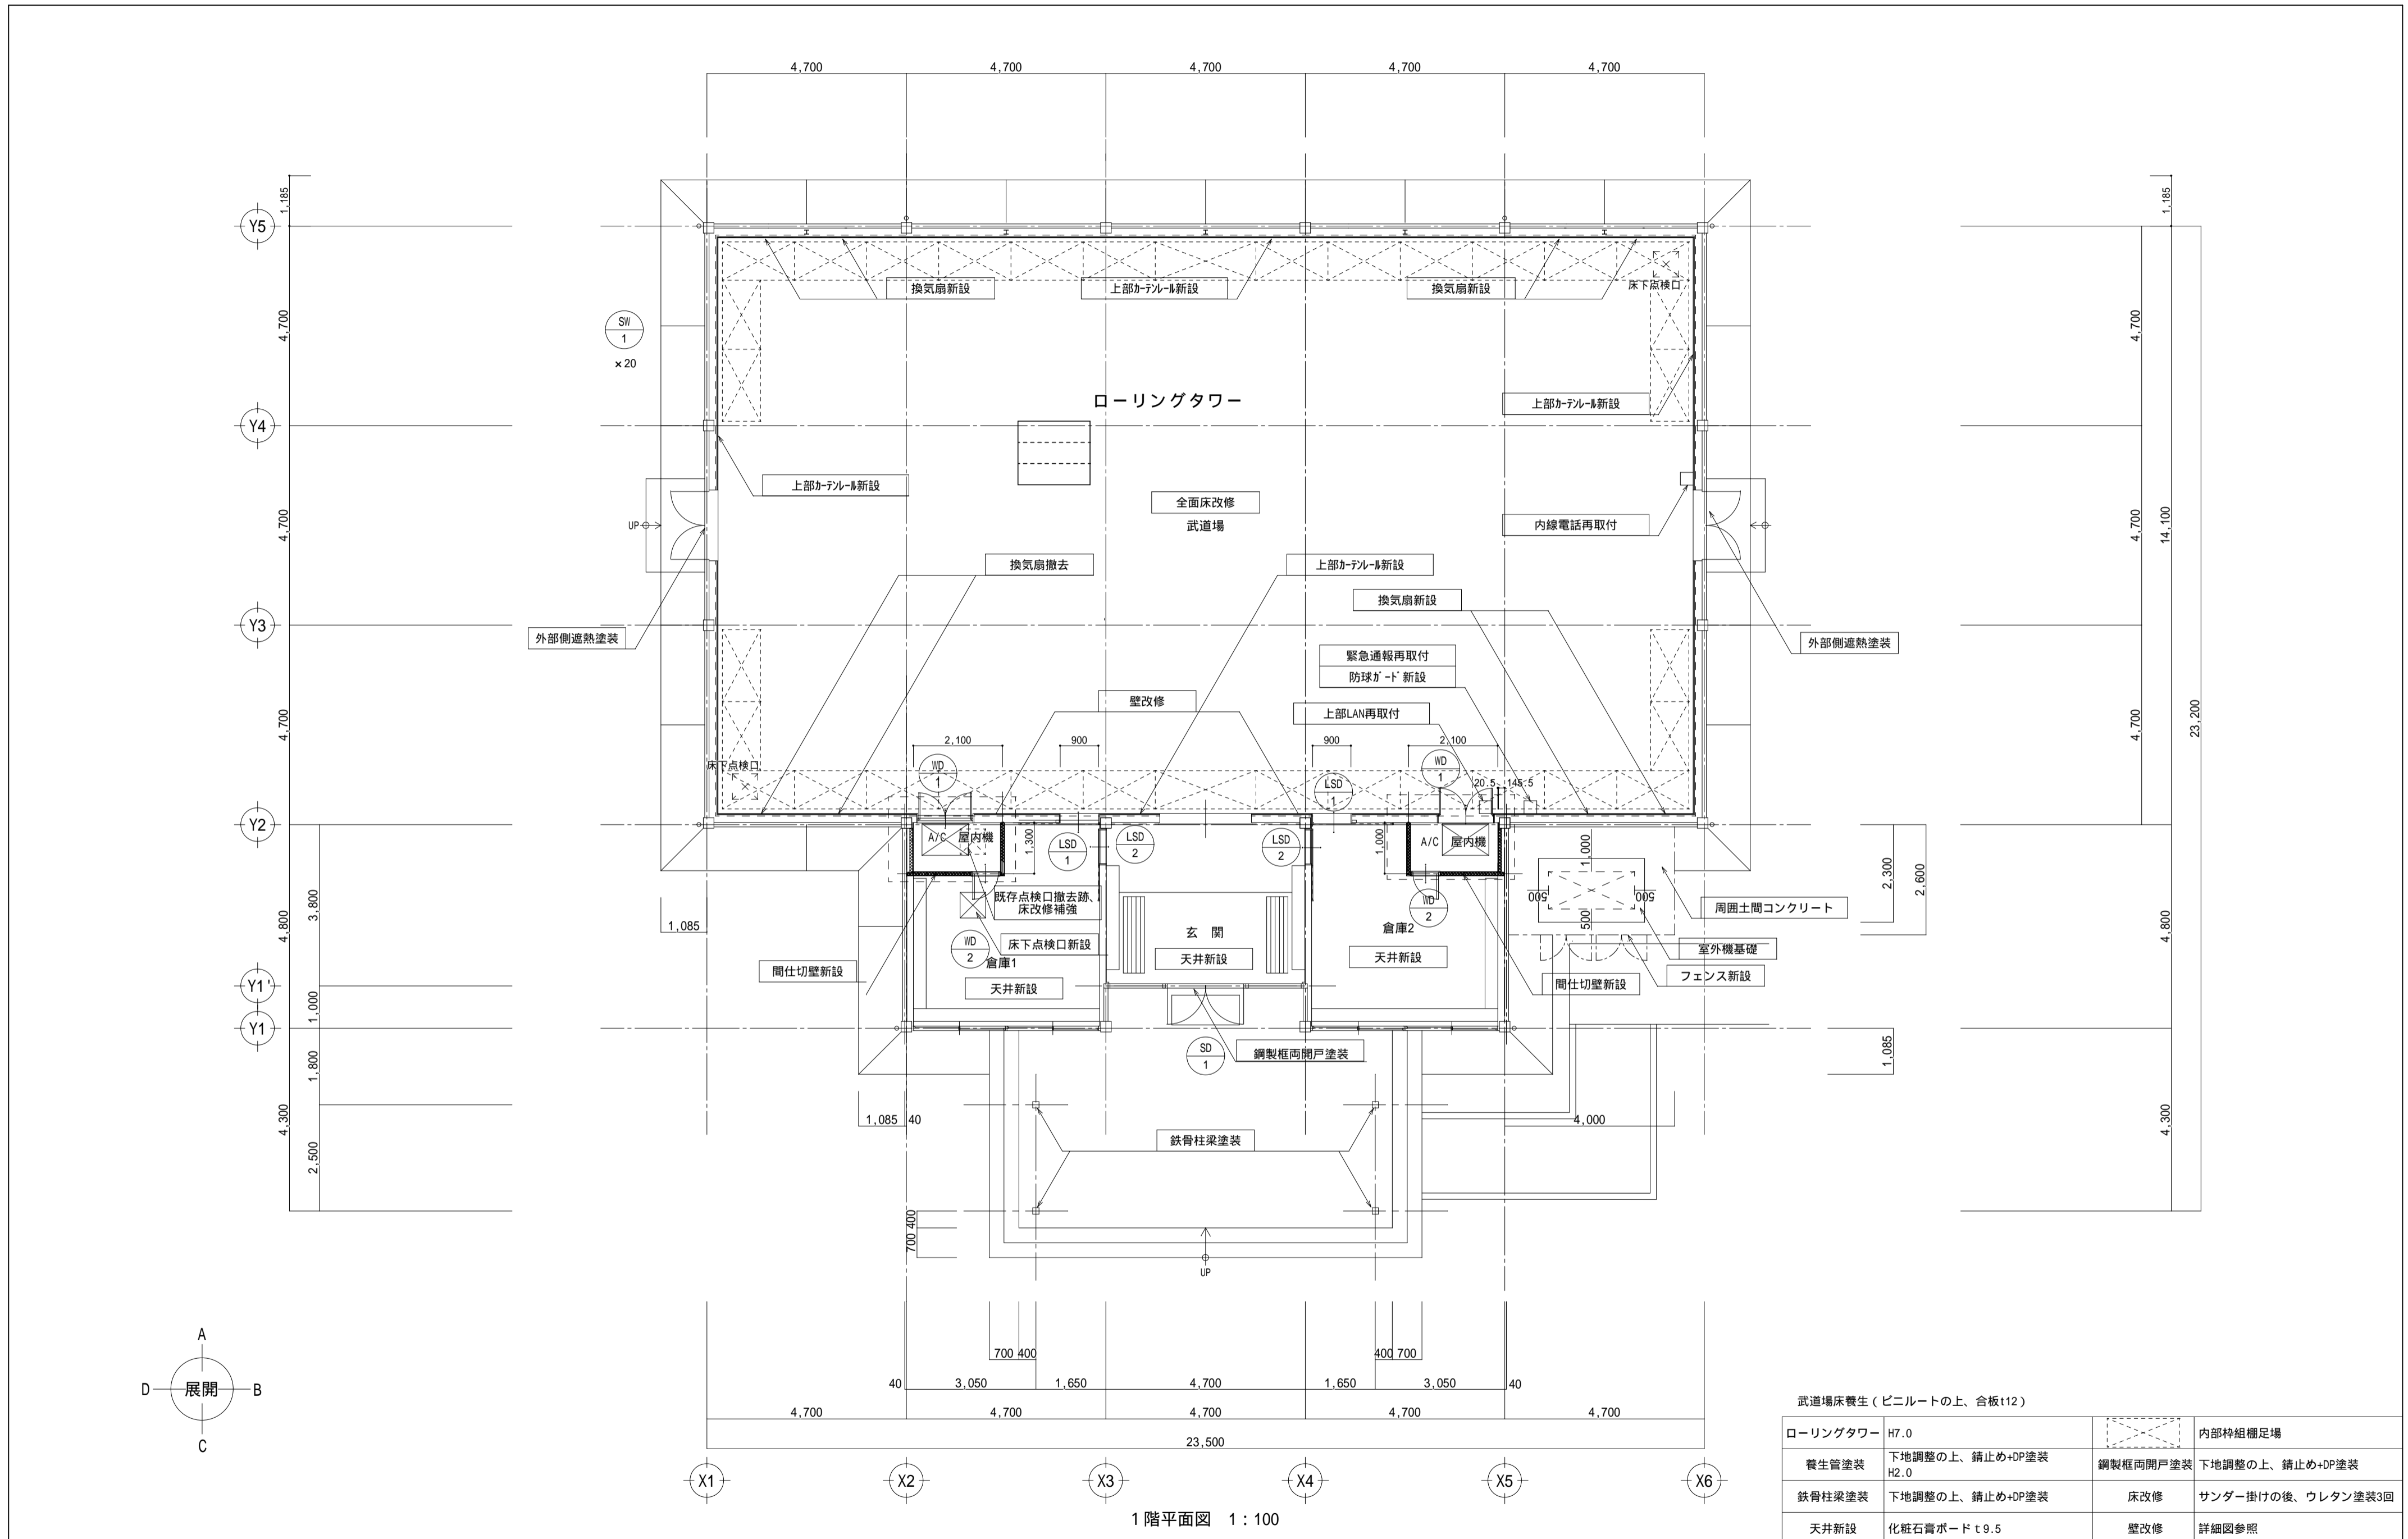 4,700
4,700
4,700
4,700
4,700
1,185
1,185
Y5
換気扇新設
上部ｶｰﾃﾝﾚｰﾙ新設
換気扇新設
床下点検口
SW
1
×20
4,700
4,700
ローリングタワー
上部ｶｰﾃﾝﾚｰﾙ新設
Y4
上部ｶｰﾃﾝﾚｰﾙ新設
全面床改修
武道場
内線電話再取付
UP
4,700
4,700
14,100
換気扇撤去
上部ｶｰﾃﾝﾚｰﾙ新設
換気扇新設
Y3
外部側遮熱塗装
外部側遮熱塗装
緊急通報再取付
防球ｶﾞｰﾄﾞ新設
壁改修
上部LAN再取付
4,700
4,700
23,200
2,100
900
900
2,100
床下点検口
WD
1
WD
1
LSD
1
20.5
145.5
Y2
A/C 屋内機
1,300
LSD
1
LSD
2
LSD
2
1,000
A/C 屋内機
1,000
2,300
2,600
既存点検口撤去跡、
床改修補強
500
500
500
WD
2
周囲土間コンクリート
3,800
4,800
4,800
1,085
玄 関
倉庫2
床下点検口新設
WD
2
倉庫1
天井新設
天井新設
室外機基礎
間仕切壁新設
フェンス新設
天井新設
間仕切壁新設
Y1'
1,000
Y1
SD
1
鋼製框両開戸塗装
1,085
1,800
4,300
4,300
1,085
40
4,000
鉄骨柱梁塗装
2,500
400
700
UP
A
D
展開
B
C
700
400
400
700
40
3,050
1,650
4,700
1,650
3,050
40
4,700
4,700
4,700
4,700
4,700
23,500
X1
X2
X3
X4
X5
X6
1階平面図 1:100
武道場床養生(ビニルートの上、合板t12)
ローリングタワー H7.0 内部枠組棚足場
養生管塗装 下地調整の上、錆止め+DP塗装
H2.0
鋼製框両開戸塗装 下地調整の上、錆止め+DP塗装
鉄骨柱梁塗装 下地調整の上、錆止め+DP塗装 床改修 サンダー掛けの後、ウレタン塗装3回
天井新設 化粧石膏ボードｔ9.5 壁改修 詳細図参照